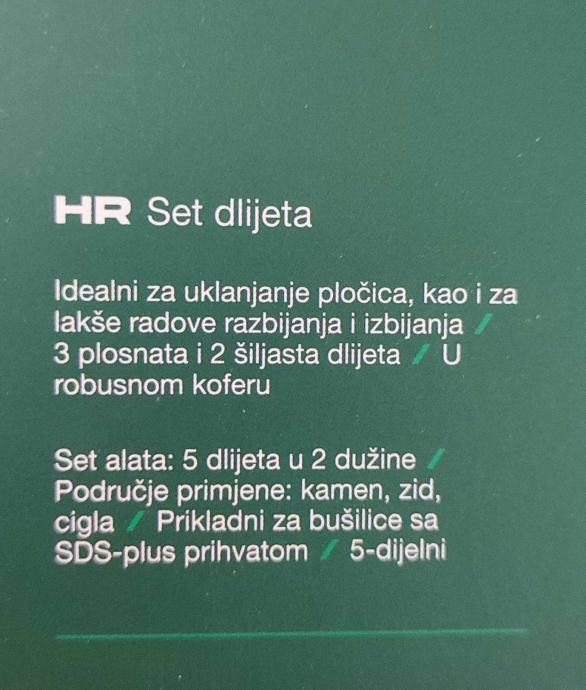 HR Set dlijeta
Idealni za uklanjanje pločica, kao i za
lakše radove razbijanja i izbijanja /
3 plosnata i 2 šiljasta dlijeta / U
robusnom koferu
Set alata: 5 dlijeta u 2 dužine /
Područje primjene: kamen, zid,
cigla / Prikladni za bušilice sa
SDS-plus prihvatom / 5-dijelni